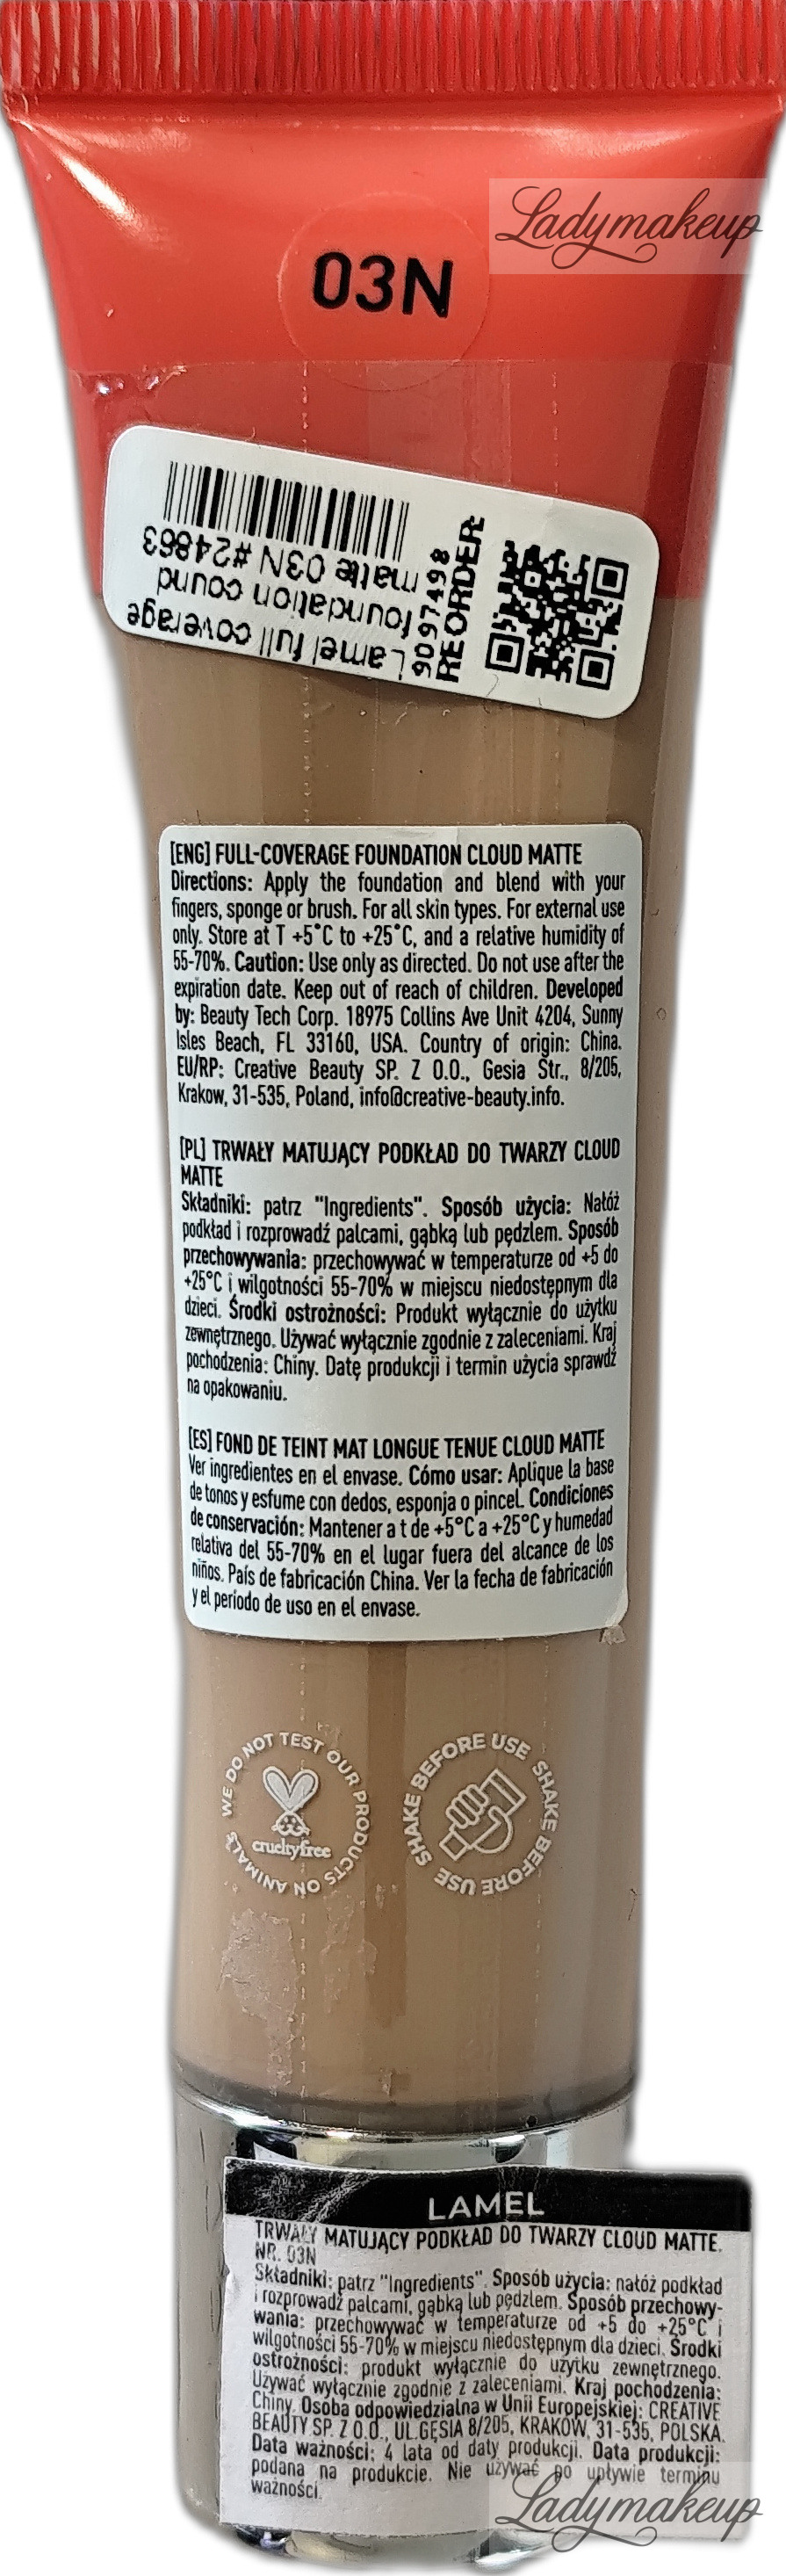 Ladymakeup
03N
Lamel full coverage
foundation cound
matte 03N #24863
9097498
REORDER:
[ENG] FULL-COVERAGE FOUNDATION CLOUD MATTE
Directions: Apply the foundation and blend with your
fingers, sponge or brush. For all skin types. For external use
only. Store at T +5°C to +25°C, and a relative humidity of
55-70%. Caution: Use only as directed. Do not use after the
expiration date. Keep out of reach of children. Developed
by: Beauty Tech Corp. 18975 Collins Ave Unit 4204, Sunny
Isles Beach, FL 33160, USA. Country of origin: China.
EU/RP: Creative Beauty SP. Z O.O., Gesia Str., 8/205,
Krakow, 31-535, Poland, info@creative-beauty.info.
[PL] TRWAŁY MATUJĄCY PODKŁAD DO TWARZY CLOUD
MATTE
Składniki: patrz "Ingredients". Sposób użycia: Nałóż
podkład i rozprowadź palcami, gąbką lub pędzlem. Sposób
przechowywania: przechowywać w temperaturze od +5 do
+25°C i wilgotności 55-70% w miejscu niedostępnym dla
dzieci. Środki ostrożności: Produkt wyłącznie do użytku
zewnętrznego. Używać wyłącznie zgodnie z zaleceniami. Kraj
pochodzenia: Chiny. Datę produkcji i termin użycia sprawdź
na opakowaniu.
[ES] FOND DE TEINT MAT LONGUE TENUE CLOUD MATTE
Ver ingredientes en el envase. Cómo usar: Aplique la base
de tonos y esfume con dedos, esponja o pincel. Condiciones
de conservación: Mantener a t de +5°C a +25°C y humedad
relativa del 55-70% en el lugar fuera del alcance de los
niños. País de fabricación China. Ver la fecha de fabricación
y el período de uso en el envase.
WE DO NOT TEST OUR PRODUCTS ON ANIMALS
crueltyfree
SHAKE BEFORE USE SHAKE BEFORE USE
LAMEL
TRWAŁY MATUJĄCY PODKŁAD DO TWARZY CLOUD MATTE.
NR. 03N
Składniki: patrz "Ingredients". Sposób użycia: nałóż podkład
i rozprowadź palcami, gąbką lub pędzlem. Sposób przechowy-
wania: przechowywać w temperaturze od +5 do +25°C i
wilgotności 55-70% w miejscu niedostępnym dla dzieci. Środki
ostrożności: produkt wyłącznie do użytku zewnętrznego.
Używać wyłącznie zgodnie z zaleceniami. Kraj pochodzenia:
Chiny. Osoba odpowiedzialna w Unii Europejskiej: CREATIVE
BEAUTY SP. Z O.O., UL.GĘSIA 8/205, KRAKÓW, 31-535, POLSKA.
Data ważności: 4 lata od daty produkcji. Data produkcji:
podana na produkcie. Nie używać po upływie terminu
ważności.
Ladymakeup